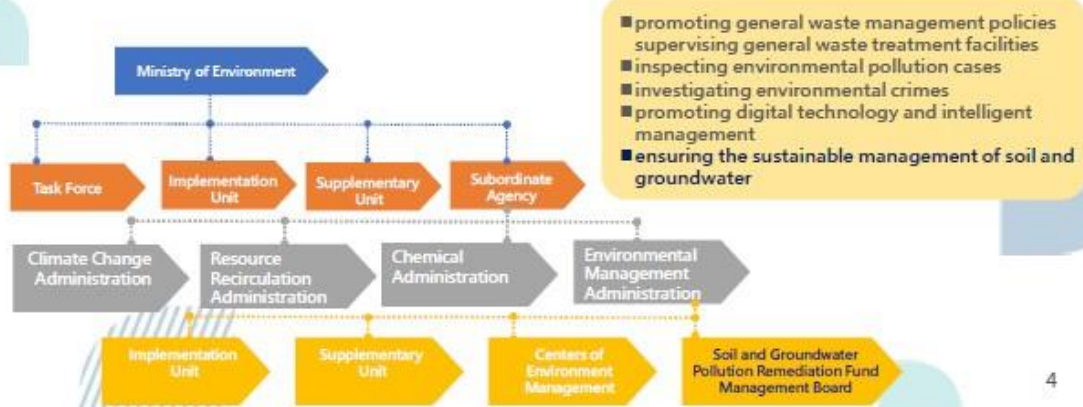 ■promoting general waste management policies
supervising general waste treatment facilities
■inspecting environmental pollution cases
■investigating environmental crimes
■promoting digital technology and intelligent
management
■ensuring the sustainable management of soil and
groundwater
Ministry of Environment
Task Force
Implementation
Unit
Supplementary
Unit
Subordinate
Agency
Climate Change
Administration
Resource
Recirculation
Administration
Chemical
Administration
Environmental
Management
Administration
Implementation
Unit
Supplementary
Unit
Centers of
Environment
Management
Soil and Groundwater
Pollution Remediation Fund
Management Board
4